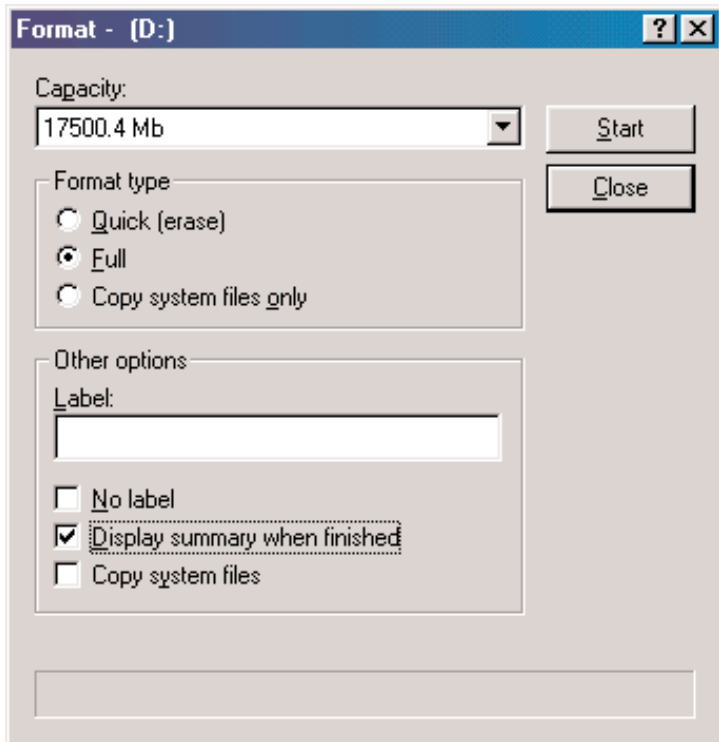 Format -  (D:)
Capacity:
17500.4 Mb
Start
Close
Format type
Quick (erase)
Full
Copy system files only
Other options
Label:
No label
Display summary when finished
Copy system files